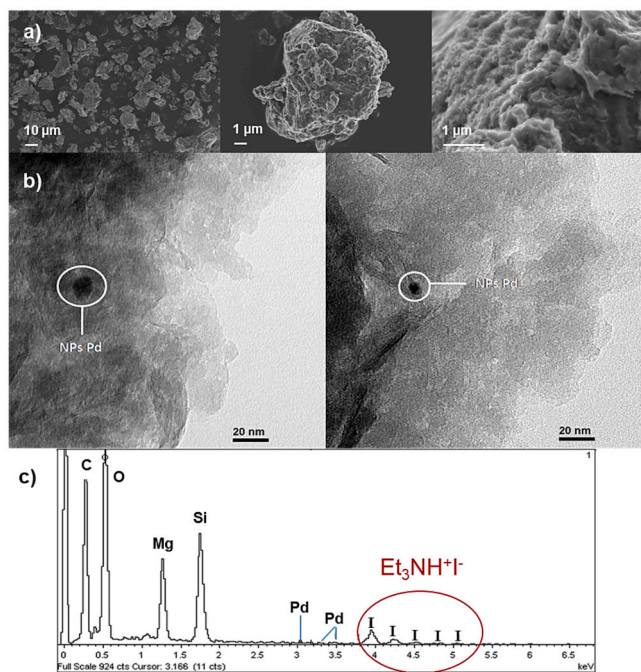 a)
10 µm
1 µm
1 µm
b)
NPs Pd
NPs Pd
20 nm
20 nm
c)
1
C
O
Si
Mg
Et₃NH⁺I⁻
Pd
Pd
I I I I I
0 0.5 1 1.5 2 2.5 3 3.5 4 4.5 5 5.5 6 6.5
Full Scale 924 cts Cursor: 3.166 (11 cts) keV